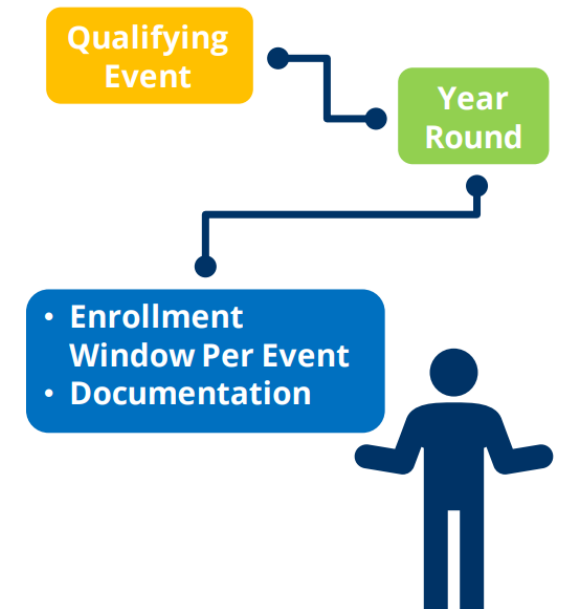 Qualifying
Event
Year
Round
• Enrollment
Window Per Event
• Documentation